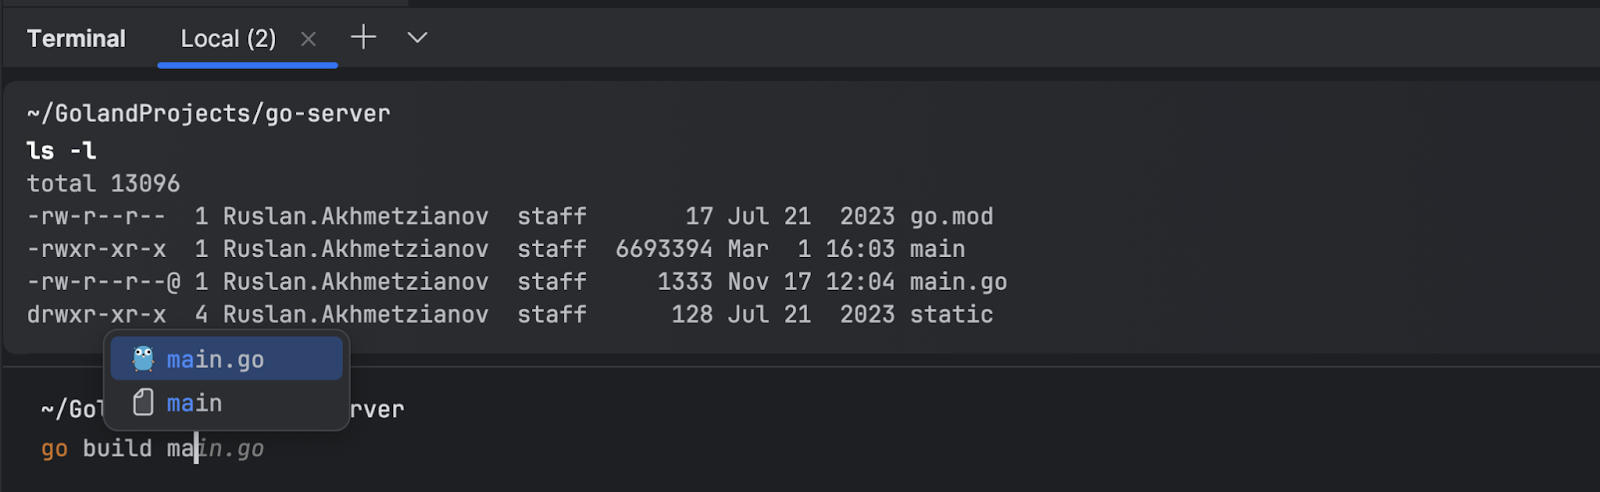 Terminal Local (2)
~/GolandProjects/go-server
ls -l
total 13096
-rw-r--r-- 1 Ruslan.Akhmetzianov staff 17 Jul 21 2023 go.mod
-rwxr-xr-x 1 Ruslan.Akhmetzianov staff 6693394 Mar 1 16:03 main
-rw-r--r--@ 1 Ruslan.Akhmetzianov staff 1333 Nov 17 12:04 main.go
drwxr-xr-x 4 Ruslan.Akhmetzianov staff 128 Jul 21 2023 static
main.go
main
~/Gol rver
go build main.go